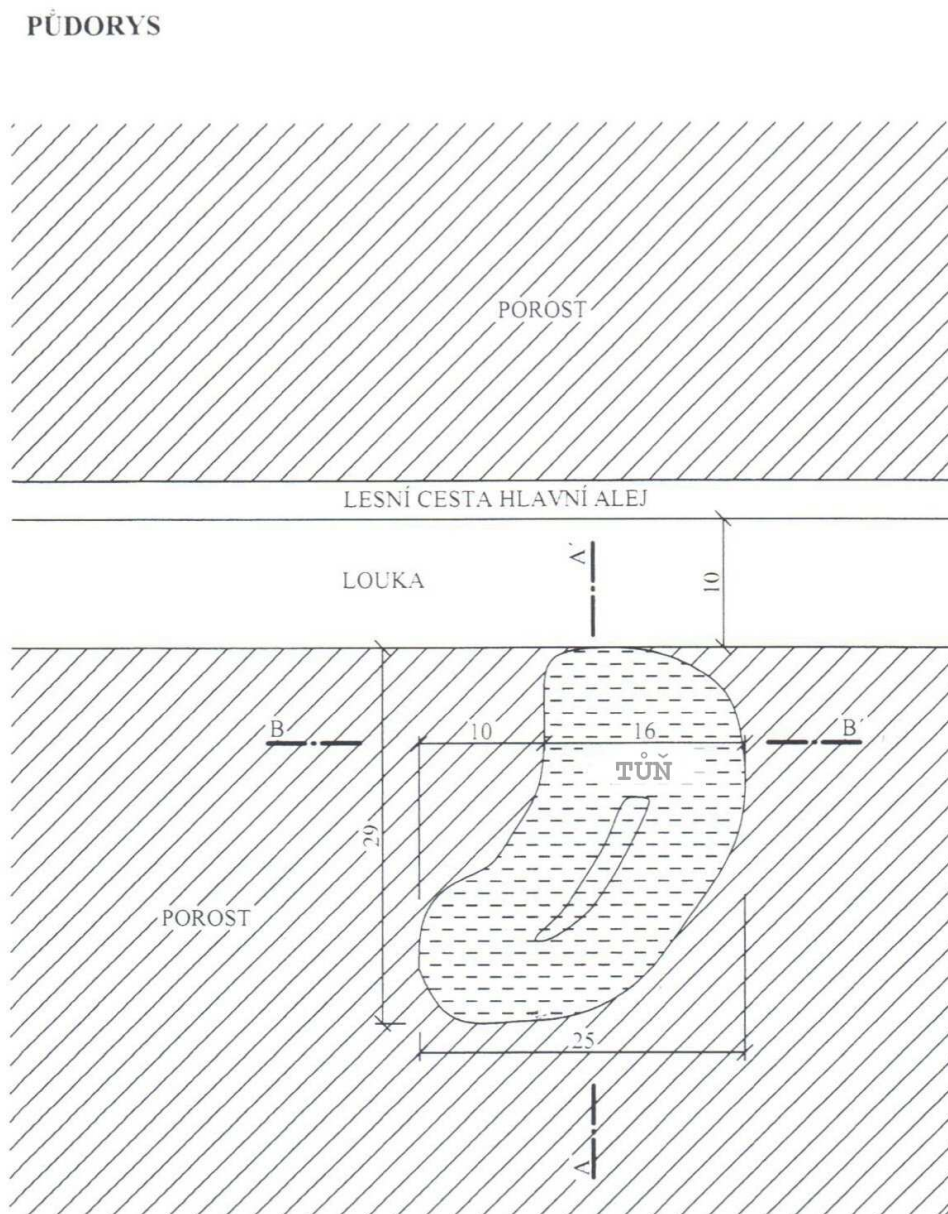 PŮDORYS
POROST
LESNÍ CESTA HLAVNÍ ALEJ
A´
LOUKA
10
B
10
16
B´
TŮŇ
29
POROST
25
A